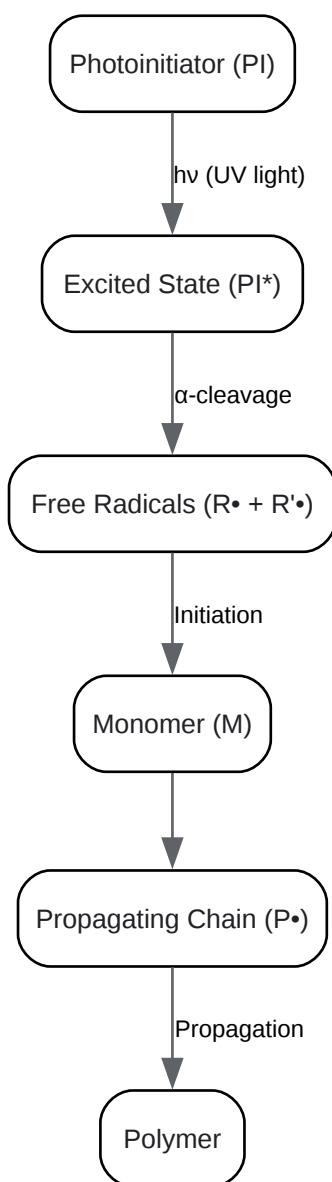 Photoinitiator (PI)
hν (UV light)
Excited State (PI*)
α-cleavage
Free Radicals (R• + R'•)
Initiation
Monomer (M)
Propagating Chain (P•)
Propagation
Polymer